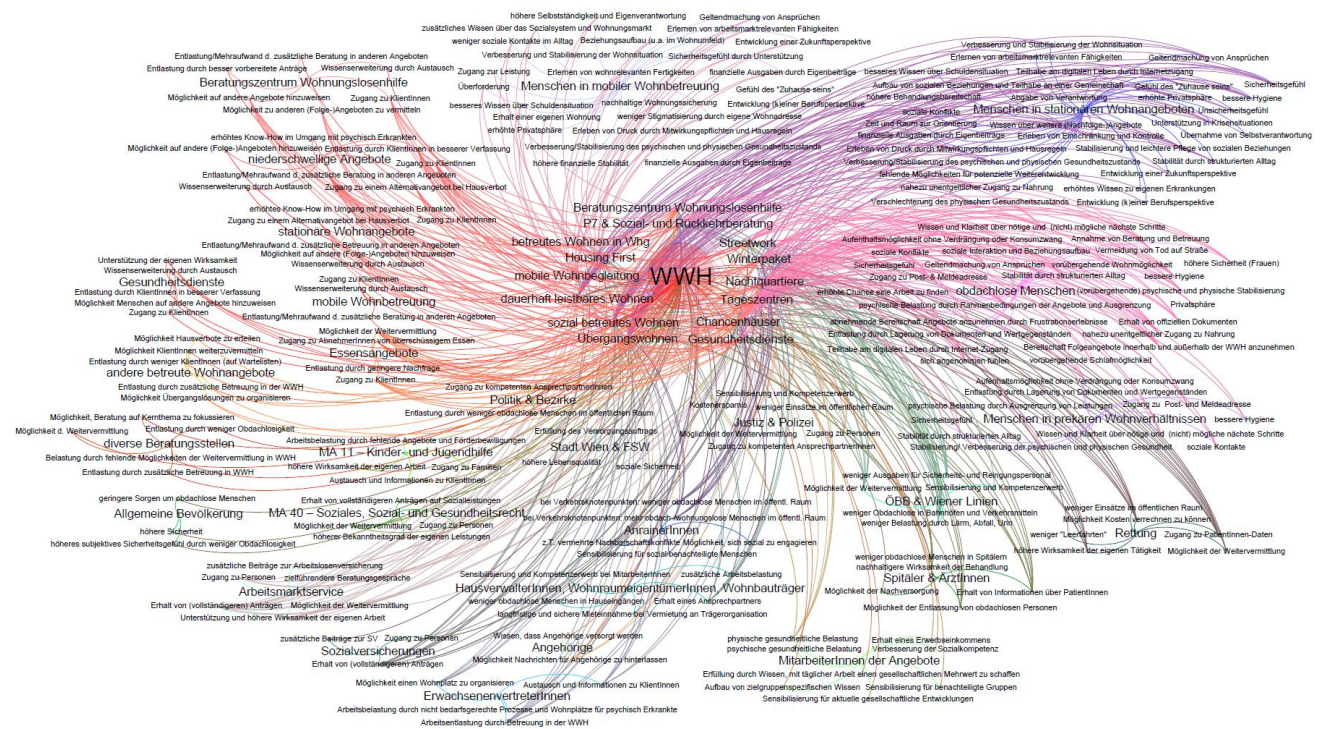 höhere Selbstständigkeit und Eigenverantwortung
Geltendmachung von Ansprüchen
zusätzliches Wissen über das Sozialsystem und Wohnungsmarkt
Erlernen von arbeitsmarktrelevanten Fähigkeiten
weniger soziale Kontakte im Alltag
Beziehungsaufbau (u.a. im Wohnumfeld)
Entwicklung einer Zukunftsperspektive
Verbesserung und Stabilisierung der Wohnsituation
Sicherheitsgefühl durch Unterstützung
Zugang zur Leistung
Erlernen von wohnrelevanten Fertigkeiten
finanzielle Ausgaben durch Eigenbeiträge
Überforderung
Menschen in mobiler Wohnbetreuung
Gefühl des "Zuhause seins"
besseres Wissen über Schuldensituation
nachhaltige Wohnungssicherung
Entwicklung (k)einer Berufsperspektive
Erhalt einer eigenen Wohnung
weniger Stigmatisierung durch eigene Wohnadresse
erhöhte Privatsphäre
Erleben von Druck durch Mitwirkungspflichten und Hausregeln
Verbesserung/Stabilisierung des psychischen und physischen Gesundheitszustands
höhere finanzielle Stabilität
finanzielle Ausgaben durch Eigenbeiträge
Entlastung/Mehraufwand d. zusätzliche Beratung in anderen Angeboten
Entlastung durch besser vorbereitete Anträge
Wissenserweiterung durch Austausch
Beratungszentrum Wohnungslosenhilfe
Möglichkeit auf andere Angebote hinzuweisen
Zugang zu KlientInnen
Möglichkeit zu anderen (Folge-)Angeboten zu vermitteln
erhöhtes Know-How im Umgang mit psychisch Erkrankten
Möglichkeit auf andere (Folge-)Angeboten hinzuweisen
Entlastung durch KlientInnen in besserer Verfassung
niederschwellige Angebote
Zugang zu KlientInnen
Entlastung/Mehraufwand d. zusätzliche Beratung in anderen Angeboten
Wissenserweiterung durch Austausch
Zugang zu einem Alternativangebot bei Hausverbot
erhöhtes Know-How im Umgang mit psychisch Erkrankten
Zugang zu einem Alternativangebot bei Hausverbot
Zugang zu KlientInnen
stationäre Wohnangebote
Entlastung/Mehraufwand d. zusätzliche Betreuung in anderen Angeboten
Möglichkeit auf andere (Folge-)Angeboten hinzuweisen
Wissenserweiterung durch Austausch
Unterstützung der eigenen Wirksamkeit
Wissenserweiterung durch Austausch
Gesundheitsdienste
Entlastung durch KlientInnen in besserer Verfassung
Möglichkeit Menschen auf andere Angebote hinzuweisen
Zugang zu KlientInnen
Zugang zu KlientInnen
Wissenserweiterung durch Austausch
mobile Wohnbetreuung
Entlastung/Mehraufwand d. zusätzliche Beratung in anderen Angeboten
Möglichkeit der Weitervermittlung
Zugang zu AbnehmerInnen von überschüssigem Essen
Essensangebote
Entlastung durch geringere Nachfrage
Zugang zu KlientInnen
Möglichkeit Hausverbote zu erteilen
Möglichkeit KlientInnen weiterzuvermitteln
Entlastung durch weniger KlientInnen (auf Wartelisten)
andere betreute Wohnangebote
Entlastung durch zusätzliche Betreuung in der WWH
Möglichkeit Übergangslösungen zu organisieren
Beratungszentrum Wohnungslosenhilfe
P7 & Sozial- und Rückkehrberatung
betreutes Wohnen in Whg
Streetwork
Housing First
Winterpaket
mobile Wohnbegleitung
WWH
Nachtquartiere
dauerhaft leistbares Wohnen
Tageszentren
sozial betreutes Wohnen
Chancenhäuser
Übergangswohnen
Gesundheitsdienste
Verbesserung und Stabilisierung der Wohnsituation
Erlernen von arbeitsmarktrelevanten Fähigkeiten
Geltendmachung von Ansprüchen
besseres Wissen über Schuldensituation
Teilhabe am digitalen Leben durch Internetzugang
Sicherheitsgefühl
Aufbau von sozialen Beziehungen und Teilhabe an einer Gemeinschaft
Gefühl des "Zuhause seins"
höhere Behandlungsbereitschaft
Abgabe von Verantwortung
erhöhte Privatsphäre
bessere Hygiene
soziale Konflikte
Menschen in stationären Wohnangeboten
Unsicherheitsgefühl
Zeit und Raum zur Orientierung
Wissen über weitere (Nachfolge-)Angebote
Unterstützung in Krisensituationen
finanzielle Ausgaben durch Eigenbeiträge
Erleben von Einschränkung und Kontrolle
Übernahme von Selbstverantwortung
Erleben von Druck durch Mitwirkungspflichten und Hausregeln
Stabilisierung und leichtere Pflege von sozialen Beziehungen
Verbesserung/Stabilisierung des psychischen und physischen Gesundheitszustands
Stabilität durch strukturierten Alltag
fehlende Möglichkeiten für potenzielle Weiterentwicklung
Entwicklung einer Zukunftsperspektive
nahezu unentgelticher Zugang zu Nahrung
erhöhtes Wissen zu eigenen Erkrankungen
Verschlechterung des physischen Gesundheitszustands
Entwicklung (k)einer Berufsperspektive
Wissen und Klarheit über nötige und (nicht) mögliche nächste Schritte
Aufenthaltsmöglichkeit ohne Verdrängung oder Konsumzwang
Annahme von Beratung und Betreuung
soziale Konflikte
soziale Interaktion und Beziehungsaufbau
Vermeidung von Tod auf Straße
Sicherheitsgefühl
Geltendmachung von Ansprüchen
vorübergehende Wohnmöglichkeit
höhere Sicherheit (Frauen)
Zugang zu Post- & Meldeadresse
Stabilität durch strukturierten Alltag
bessere Hygiene
erhöhte Chance eine Arbeit zu finden
obdachlose Menschen
(vorübergehende) psychische und physische Stabilisierung
psychische Belastung durch Rahmenbedingungen der Angebote und Ausgrenzung
Privatsphäre
abnehmende Bereitschaft Angebote anzunehmen durch Frustrationserlebnisse
Erhalt von offiziellen Dokumenten
Entlastung durch Lagerung von Dokumenten und Wertgegenständen
nahezu unentgeltlicher Zugang zu Nahrung
Teilhabe am digitalen Leben durch Internet-Zugang
Bereitschaft Folgeangebote innerhalb und außerhalb der WWH anzunehmen
sich angenommen fühlen
vorübergehende Schlafmöglichkeit
Aufenthaltsmöglichkeit ohne Verdrängung oder Konsumzwang
Entlastung durch Lagerung von Dokumenten und Wertgegenständen
psychische Belastung durch Ausgrenzung von Leistungen
Zugang zu Post- und Meldeadresse
Sicherheitsgefühl
Menschen in prekären Wohnverhältnissen
bessere Hygiene
Stabilität durch strukturierten Alltag
Wissen und Klarheit über nötige und (nicht) mögliche nächste Schritte
Stabilisierung/ Verbesserung der psychischen und physischen Gesundheit
soziale Kontakte
Zugang zu kompetenten AnsprechpartnerInnen
Politik & Bezirke
Entlastung durch weniger obdachlose Menschen im öffentlichen Raum
Sensibilisierung und Kompetenzerwerb
Kostenersparnis
weniger Einsätze im öffentlichen Raum
Justiz & Polizei
Möglichkeit der Weitervermittlung
Zugang zu Personen
Zugang zu kompetenten AnsprechpartnerInnen
Erfüllung des Versorgungsauftrags
Stadt Wien & FSW
höhere Lebensqualität
soziale Sicherheit
Möglichkeit, Beratung auf Kernthema zu fokussieren
Möglichkeit d. Weitervermittlung
Entlastung durch weniger Obdachlosigkeit
diverse Beratungsstellen
Belastung durch fehlende Möglichkeiten der Weitervermittlung in WWH
Entlastung durch zusätzliche Betreuung in WWH
Arbeitsbelastung durch fehlende Angebote und Förderbewilligungen
MA 11 – Kinder- und Jugendhilfe
höhere Wirksamkeit der eigenen Arbeit
Zugang zu Familien
Austausch und Informationen zu KlientInnen
geringere Sorgen um obdachlose Menschen
Allgemeine Bevölkerung
höhere Sicherheit
höheres subjektives Sicherheitsgefühl durch weniger Obdachlosigkeit
Erhalt von vollständigeren Anträgen auf Sozialleistungen
MA 40 – Soziales, Sozial- und Gesundheitsrecht
Möglichkeit der Weitervermittlung
Zugang zu Personen
höherer Bekanntheitsgrad der eigenen Leistungen
bei Verkehrsknotenpunkten: weniger obdachlose Menschen im öffentl. Raum
bei Verkehrsknotenpunkten: mehr obdach-/wohnungslose Menschen im öffentl. Raum
AnrainerInnen
z.T. vermehrte Nachbarschaftskonflikte
Möglichkeit, sich sozial zu engagieren
Sensibilisierung für sozial benachteiligte Menschen
weniger Ausgaben für Sicherheits- und Reinigungspersonal
Möglichkeit der Weitervermittlung
Sensibilisierung und Kompetenzerwerb
ÖBB & Wiener Linien
weniger Obdachlose in Bahnhöfen und Verkehrsmitteln
weniger Belastung durch Lärm, Abfall, Urin
weniger Einsätze im öffentlichen Raum
Möglichkeit Kosten verrechnen zu können
weniger "Leerfahrten"
Rettung
Zugang zu PatientInnen-Daten
höhere Wirksamkeit der eigenen Tätigkeit
Möglichkeit der Weitervermittlung
weniger obdachlose Menschen in Spitälern
nachhaltigere Wirksamkeit der Behandlung
Spitäler & ÄrztInnen
Möglichkeit der Nachversorgung
Erhalt von Information über PatientInnen
Möglichkeit der Entlassung von obdachlosen Personen
zusätzliche Beiträge zur Arbeitslosenversicherung
Zugang zu Personen
zielführendere Beratungsgespräche
Arbeitsmarktservice
Erhalt von (vollständigeren) Anträgen
Möglichkeit der Weitervermittlung
Unterstützung und höhere Wirksamkeit der eigenen Arbeit
Sensibilisierung und Kompetenzerwerb bei MitarbeiterInnen
zusätzliche Arbeitsbelastung
HausverwalterInnen, WohnraumeigentümerInnen, Wohnbauträger
weniger obdachlose Menschen in Hauseingängen
Erhalt eines Ansprechpartners
langfristige und sichere Mieteinnahme bei Vermietung an Trägerorganisation
zusätzliche Beiträge zur SV
Zugang zu Personen
Sozialversicherungen
Erhalt von (vollständigeren) Anträgen
Wissen, dass Angehörige versorgt werden
Angehörige
Möglichkeit Nachrichten für Angehörige zu hinterlassen
physische gesundheitliche Belastung
Erhalt eines Erwerbseinkommens
psychische gesundheitliche Belastung
Verbesserung der Sozialkompetenz
MitarbeiterInnen der Angebote
Erfüllung durch Wissen, mit täglicher Arbeit einen gesellschaftlichen Mehrwert zu schaffen
Aufbau von zielgruppenspezifischen Wissen
Sensibilisierung für benachteiligte Gruppen
Sensibilisierung für aktuelle gesellschaftliche Entwicklungen
Möglichkeit einen Wohnplatz zu organisieren
Austausch und Informationen zu KlientInnen
ErwachsenenvertreterInnen
Arbeitsbelastung durch nicht bedarfsgerechte Prozesse und Wohnplätze für psychisch Erkrankte
Arbeitsentlastung durch Betreuung in der WWH